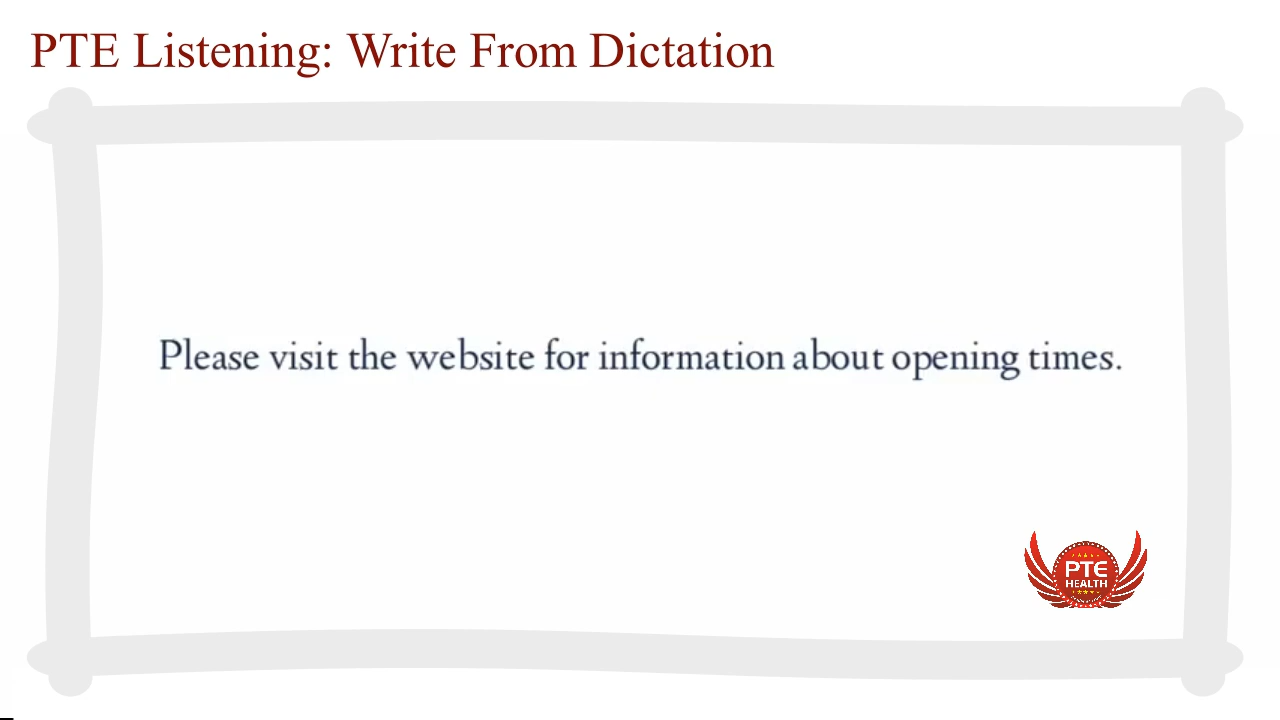 PTE Listening: Write From Dictation
Please visit the website for information about opening times.
PTE
HEALTH